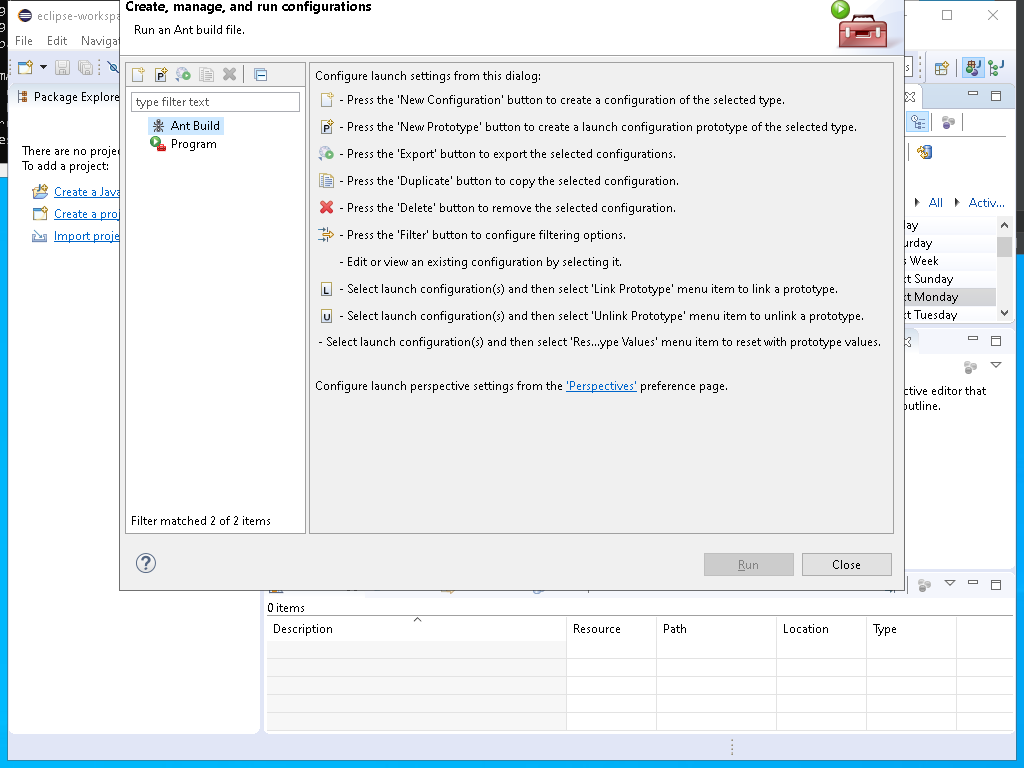 Create, manage, and run configurations
Run an Ant build file.
eclipse-workspa
File Edit Navigat
Package Explore
There are no projec
To add a project:
Create a Java
Create a proj
Import proje
type filter text
Ant Build
Program
Filter matched 2 of 2 items
Configure launch settings from this dialog:
- Press the 'New Configuration' button to create a configuration of the selected type.
- Press the 'New Prototype' button to create a launch configuration prototype of the selected type.
- Press the 'Export' button to export the selected configurations.
- Press the 'Duplicate' button to copy the selected configuration.
- Press the 'Delete' button to remove the selected configuration.
- Press the 'Filter' button to configure filtering options.
- Edit or view an existing configuration by selecting it.
- Select launch configuration(s) and then select 'Link Prototype' menu item to link a prototype.
- Select launch configuration(s) and then select 'Unlink Prototype' menu item to unlink a prototype.
- Select launch configuration(s) and then select 'Res...ype Values' menu item to reset with prototype values.
Configure launch perspective settings from the 'Perspectives' preference page.
Run
Close
All
Activ...
ay
urday
s Week
ct Sunday
ct Monday
ct Tuesday
ctive editor that
outline.
0 items
Description Resource Path Location Type